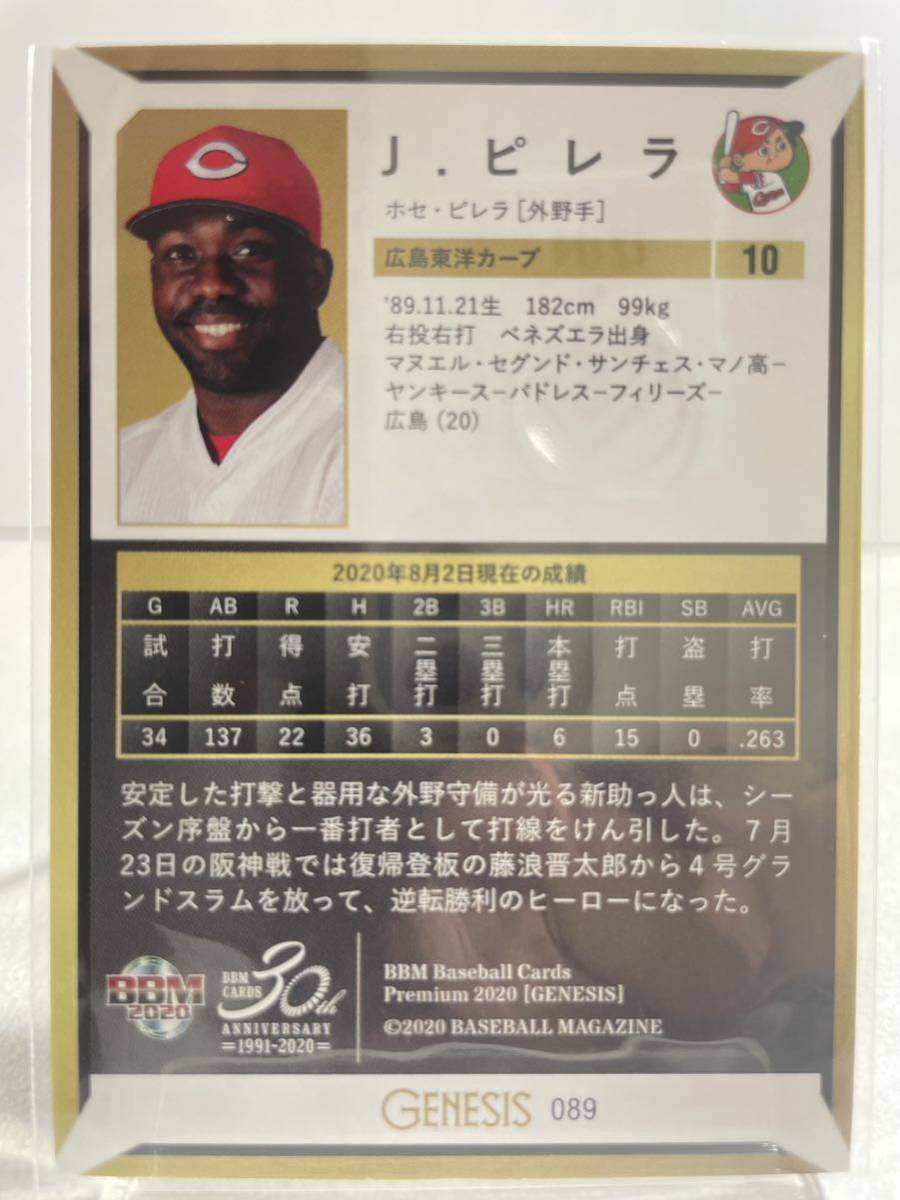 J.ピレラ
ホセ・ピレラ[外野手]
広島東洋カープ 10
'89.11.21生 182cm 99kg
右投右打 ベネズエラ出身
マヌエル・セグンド・サンチェス・マノ高−
ヤンキース−パドレス−フィリーズ−
広島(20)
2020年8月2日現在の成績
G AB R H 2B 3B HR RBI SB AVG
試合 打数 得点 安打 二塁打 三塁打 本塁打 打点 盗塁 打率
34 137 22 36 3 0 6 15 0 .263
安定した打撃と器用な外野守備が光る新助っ人は、シー
ズン序盤から一番打者として打線をけん引した。7月
23日の阪神戦では復帰登板の藤浪晋太郎から4号グラ
ンドスラムを放って、逆転勝利のヒーローになった。
BBM
2020
BBM
CARDS
30th
ANNIVERSARY
=1991-2020=
BBM Baseball Cards
Premium 2020 [GENESIS]
©2020 BASEBALL MAGAZINE
GENESIS 089